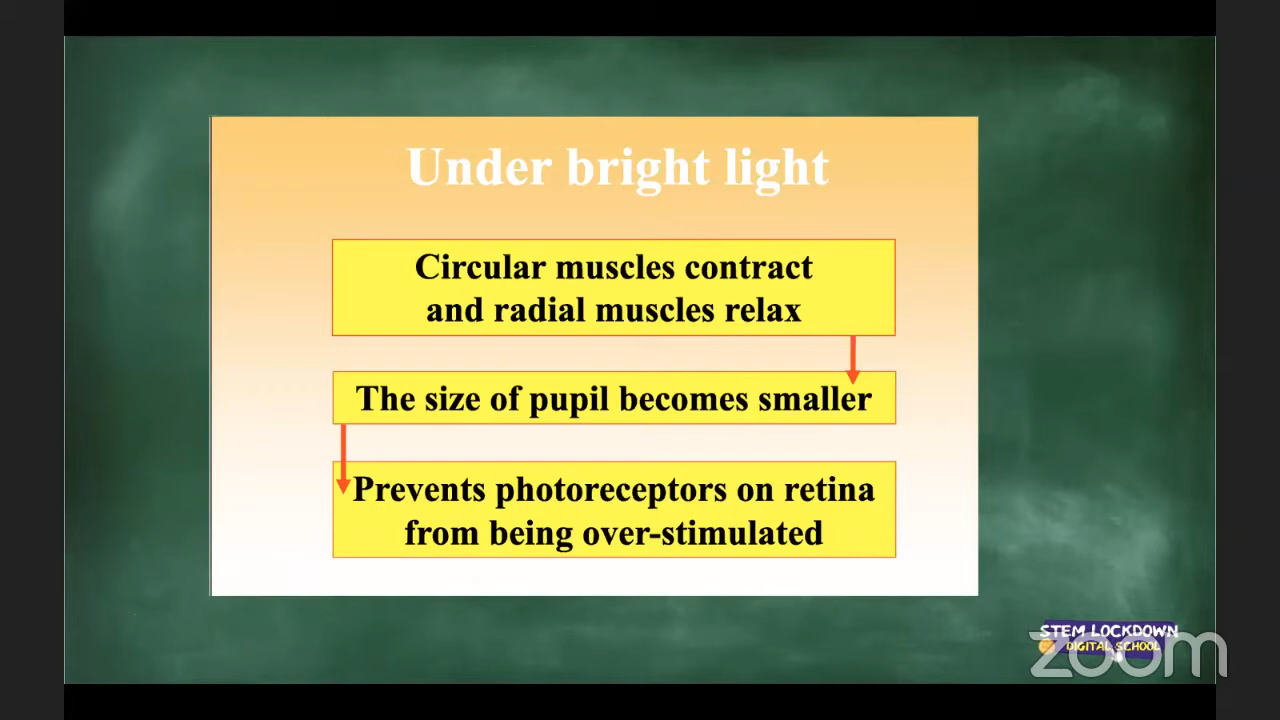 Under bright light
Circular muscles contract
and radial muscles relax
The size of pupil becomes smaller
Prevents photoreceptors on retina
from being over-stimulated
STEM LOCKDOWN
DIGITAL SCHOOL
zoom